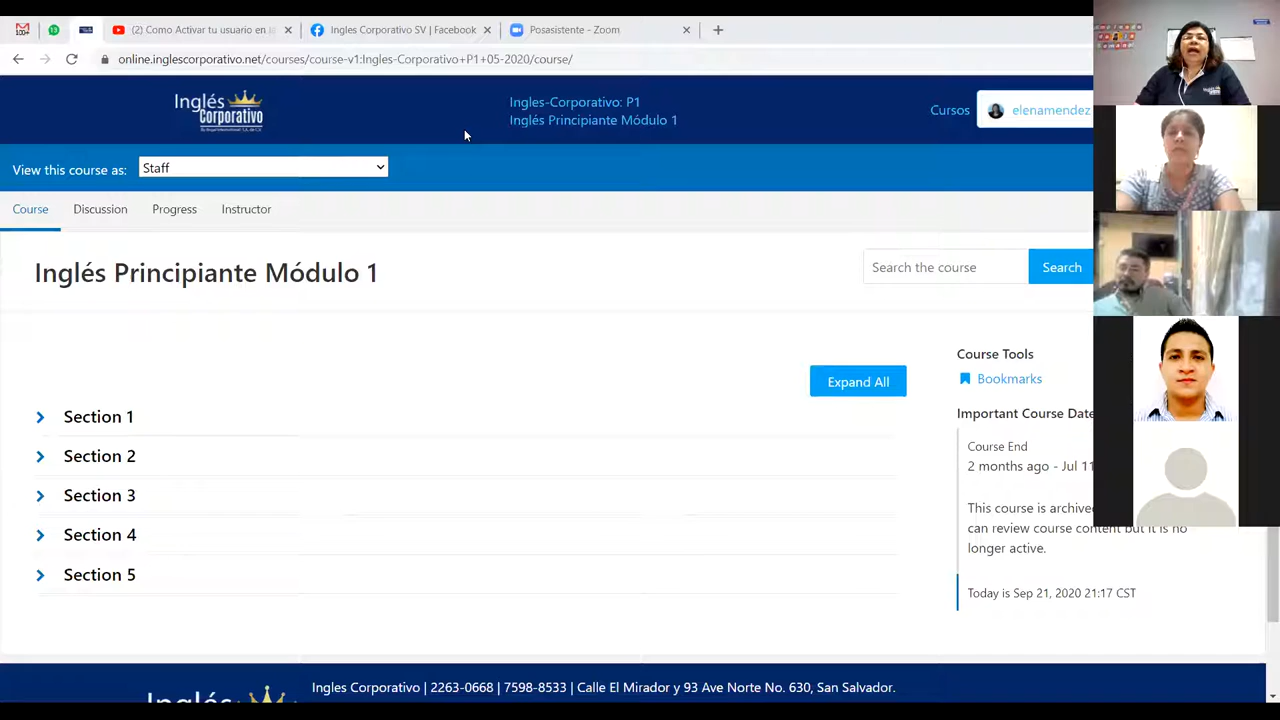 100+
13
(2) Como Activar tu usuario en la
Ingles Corporativo SV | Facebook
Posasistente - Zoom
online.inglescorporativo.net/courses/course-v1:Ingles-Corporativo+P1+05-2020/course/
Inglés
Corporativo
Ingles-Corporativo: P1
Inglés Principiante Módulo 1
Cursos
elenamendez
View this course as:
Staff
Course
Discussion
Progress
Instructor
Inglés Principiante Módulo 1
Search the course
Search
Expand All
Course Tools
Bookmarks
Important Course Date
Section 1
Section 2
Section 3
Section 4
Section 5
Course End
2 months ago - Jul 11
This course is archive
can review course content but it is no
longer active.
Today is Sep 21, 2020 21:17 CST
Inglés
Ingles Corporativo | 2263-0668 | 7598-8533 | Calle El Mirador y 93 Ave Norte No. 630, San Salvador.